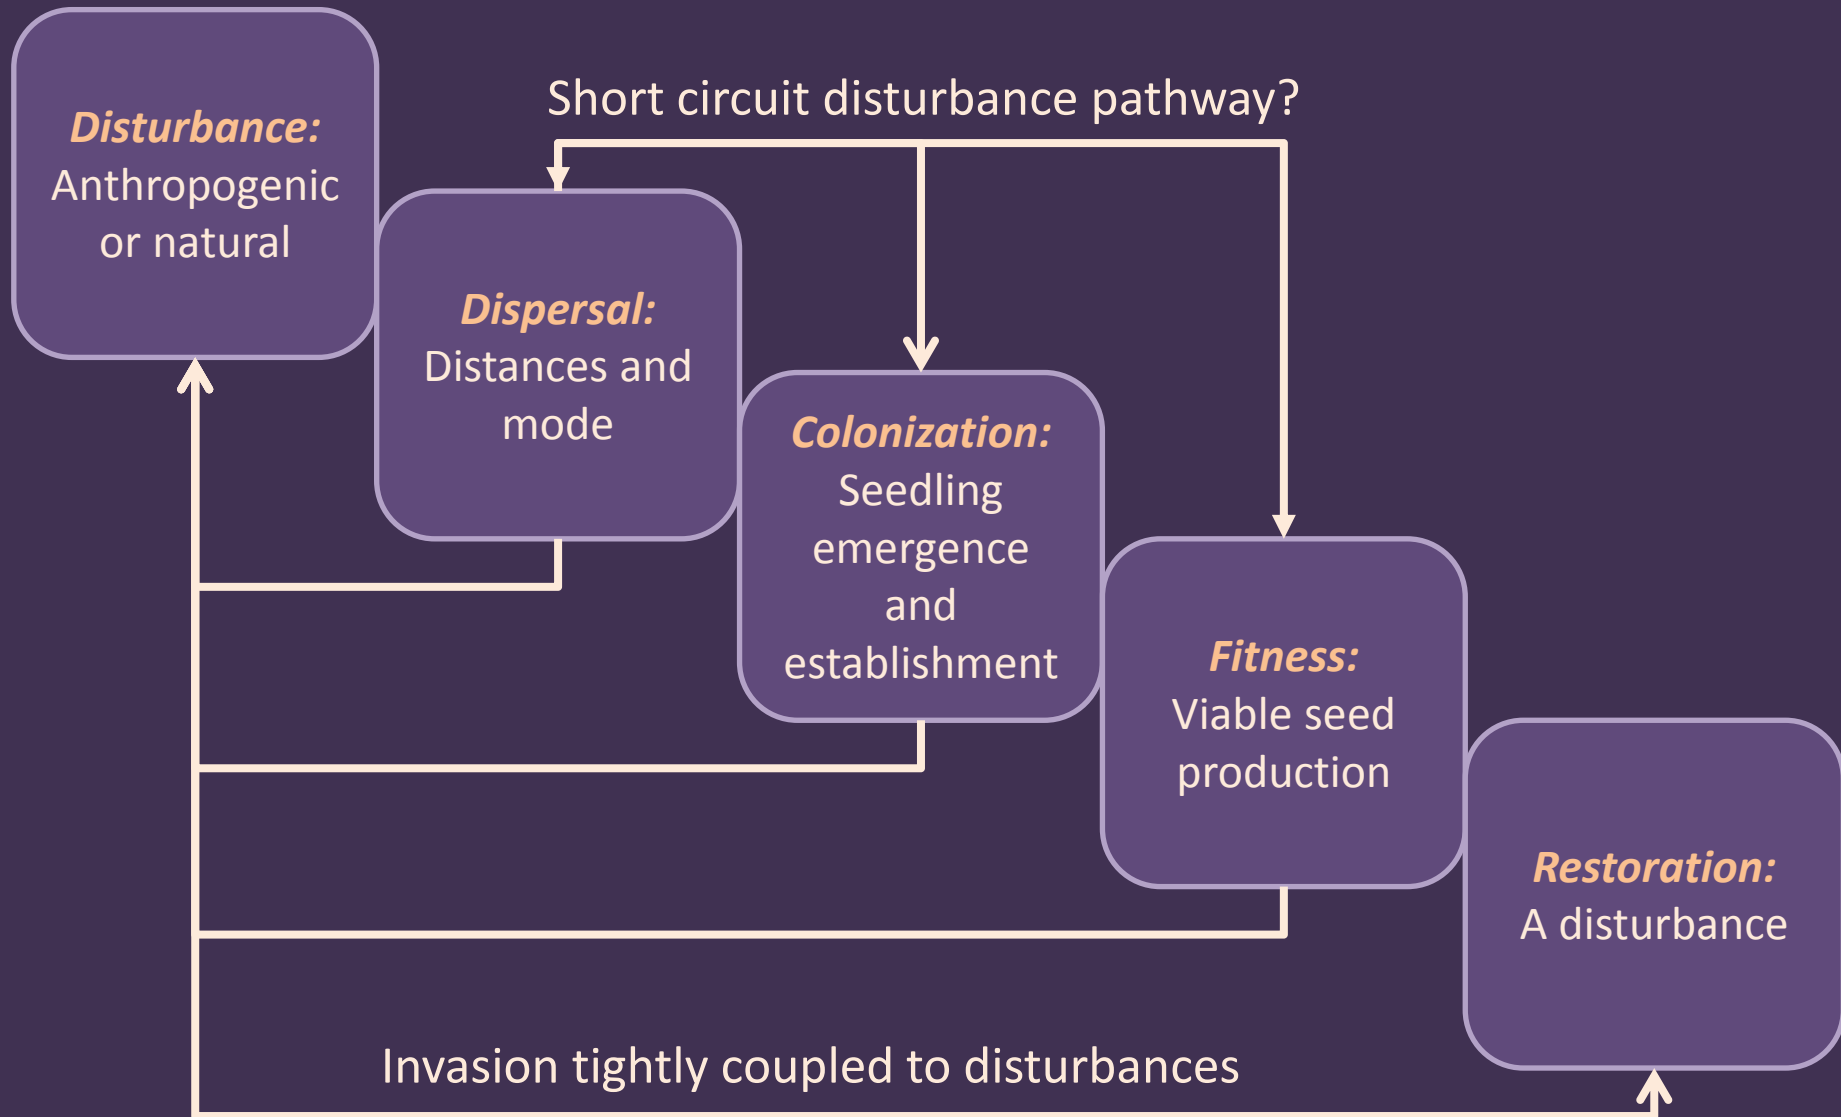 Disturbance:
Anthropogenic
or natural
Short circuit disturbance pathway?
Dispersal:
Distances and
mode
Colonization:
Seedling
emergence
and
establishment
Fitness:
Viable seed
production
Restoration:
A disturbance
Invasion tightly coupled to disturbances